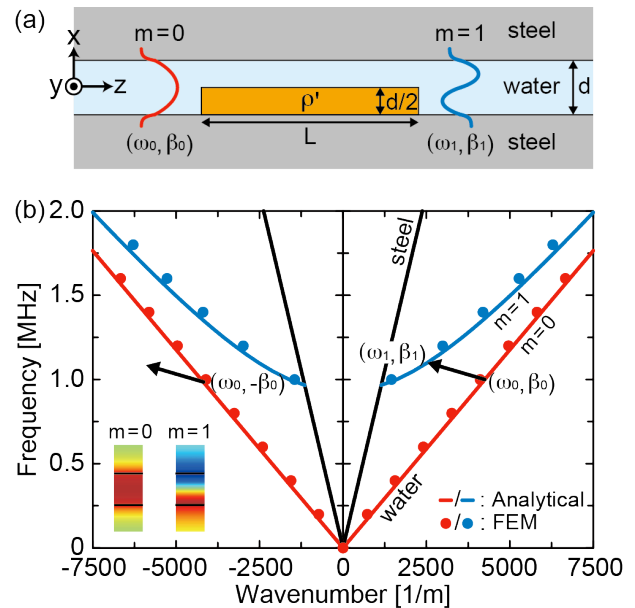 (a)
x
y
z
m=0
m=1
steel
water
d
ρ'
d/2
L
(ω₀, β₀)
(ω₁, β₁)
steel
(b)
Frequency [MHz]
2.0
1.5
1.0
0.5
0
steel
m=1
m=0
(ω₁, β₁)
(ω₀, -β₀)
(ω₀, β₀)
m=0
m=1
water
-/- : Analytical
●/● : FEM
-7500
-5000
-2500
0
2500
5000
7500
Wavenumber [1/m]